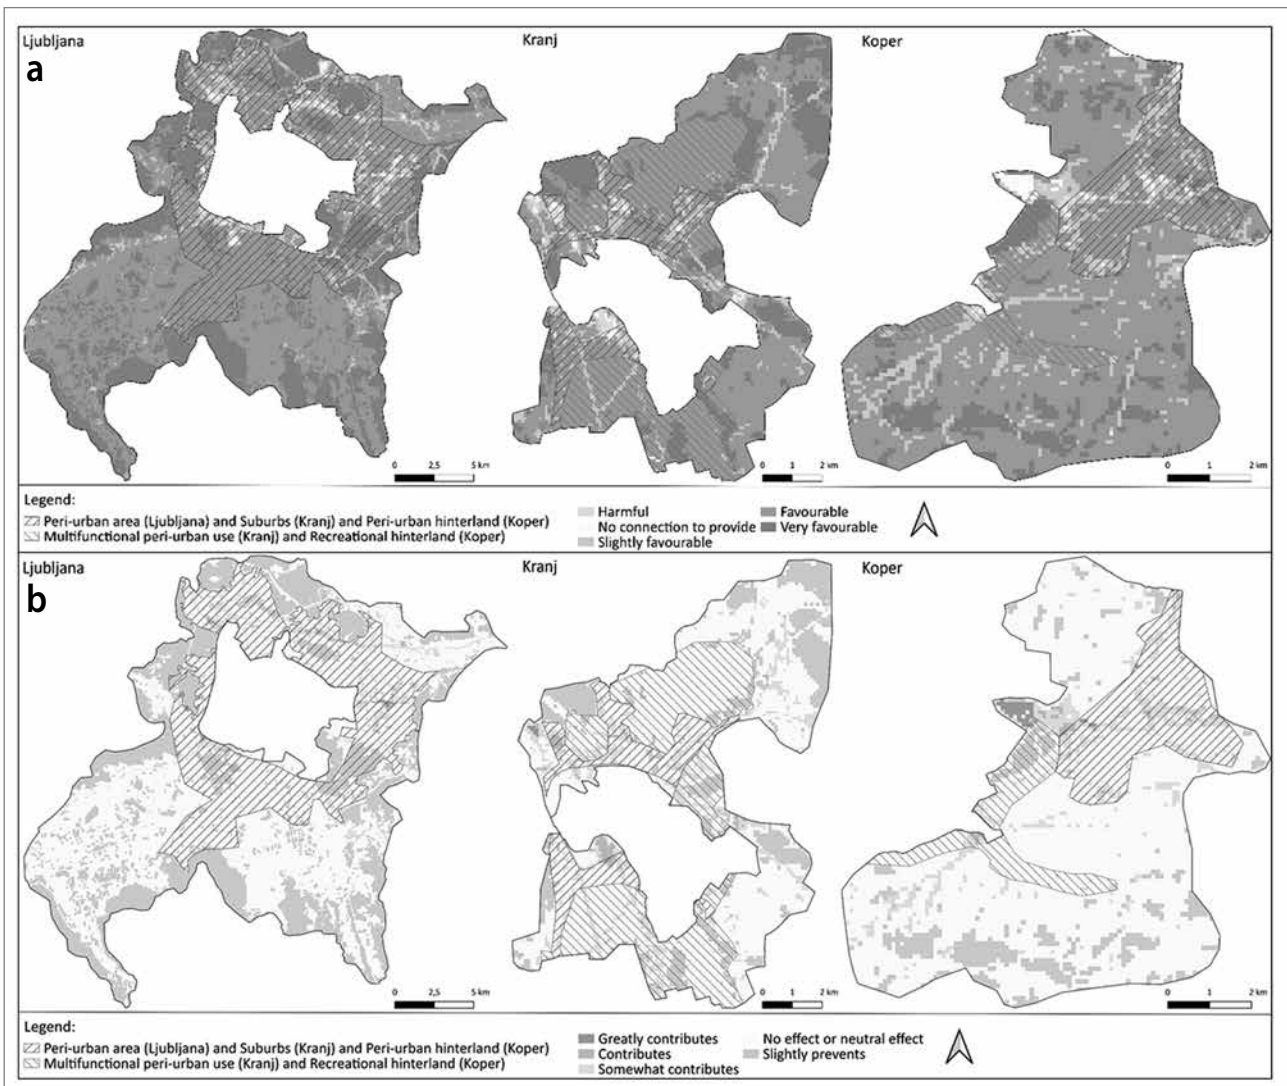 Ljubljana
Kranj
Koper
a
0 2,5 5 km
0 1 2 km
0 1 2 km
Legend:
Peri-urban area (Ljubljana) and Suburbs (Kranj) and Peri-urban hinterland (Koper)
Multifunctional peri-urban use (Kranj) and Recreational hinterland (Koper)
Harmful
No connection to provide
Slightly favourable
Favourable
Very favourable
Ljubljana
Kranj
Koper
b
0 2,5 5 km
0 1 2 km
0 1 2 km
Legend:
Peri-urban area (Ljubljana) and Suburbs (Kranj) and Peri-urban hinterland (Koper)
Multifunctional peri-urban use (Kranj) and Recreational hinterland (Koper)
Greatly contributes
Contributes
Somewhat contributes
No effect or neutral effect
Slightly prevents